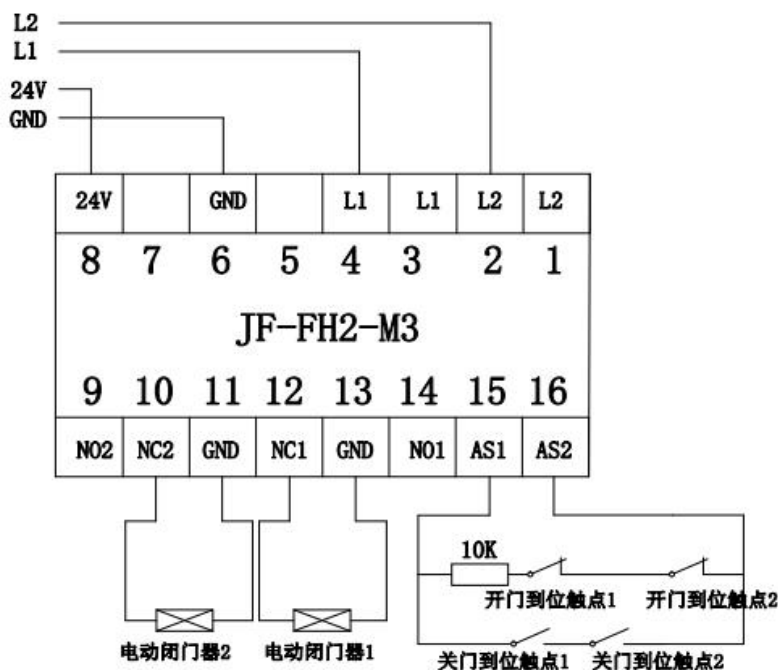 L2
L1
24V
GND
24V GND L1 L1 L2 L2
8 7 6 5 4 3 2 1
JF-FH2-M3
9 10 11 12 13 14 15 16
NO2 NC2 GND NC1 GND NO1 AS1 AS2
10K
开门到位触点1 开门到位触点2
电动闭门器2 电动闭门器1 关门到位触点1 关门到位触点2